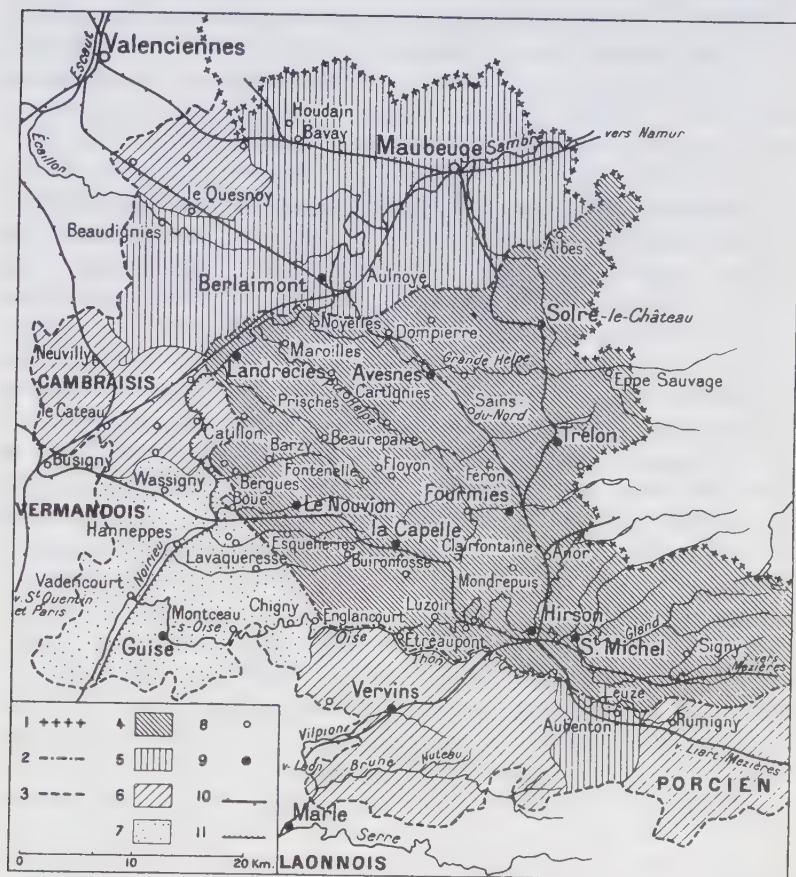 Valenciennes
Escaut
Écaillon
Houdain
Bavay
Maubeuge
Sambre
vers Namur
le Quesnoy
Beaudignies
Aibes
Berlaimont
Aulnoye
Solre-le-Château
Noyelles
Dompierre
Neuvilly
Maroilles
Grande Helpe
CAMBRAISIS
Landrecies
Avesnes
Cartignies
Eppe Sauvage
le Cateau
Prisches
Sains
-du-Nord
Catillon
Beaurepaire
Trélon
Barzy
Busigny
Floyon
Wassigny
Fontenelle
Féron
Bergues
Boué
Le Nouvion
Fourmies
VERMANDOIS
Hanneppes
la Capelle
Noirieu
Esquéheries
Clairfontaine
Anor
Lavaqueresse
Buironfosse
Mondrepuis
Vadencourt
v. St Quentin
et Paris
Chigny
Englancourt
Luzoir
Hirson
Gland
Montceau
-s-Oise
Oise
Etréaupont
St. Michel
Signy
Guise
Thon
vers
Mézières
Vervins
Leuze
Rumigny
Vilpion
Aubenton
v. Laon
Brune
Huteau
v. Liart-Mézières
PORCIEN
Marle
Serre
LAONNOIS
1 4 8
2 5 9
3 6 10
7 11
0 10 20 Km.